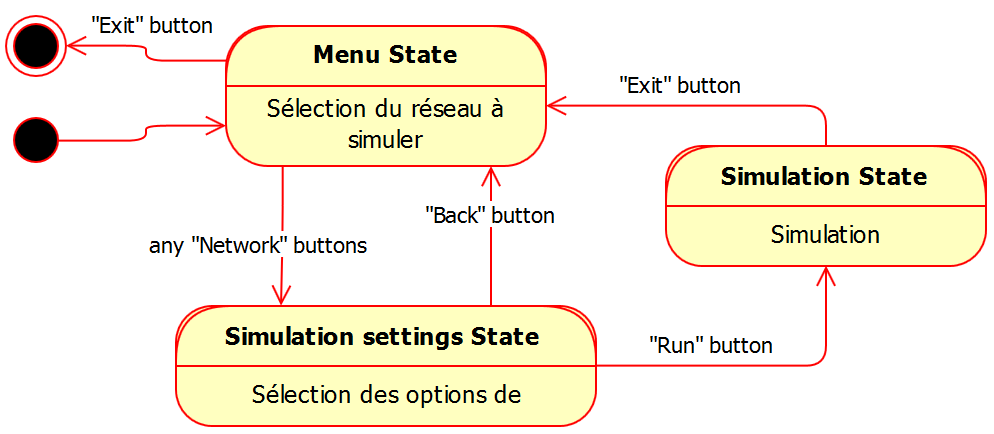 "Exit" button
Menu State
Sélection du réseau à
simuler
"Exit" button
Simulation State
Simulation
"Back" button
any "Network" buttons
Simulation settings State
Sélection des options de
"Run" button